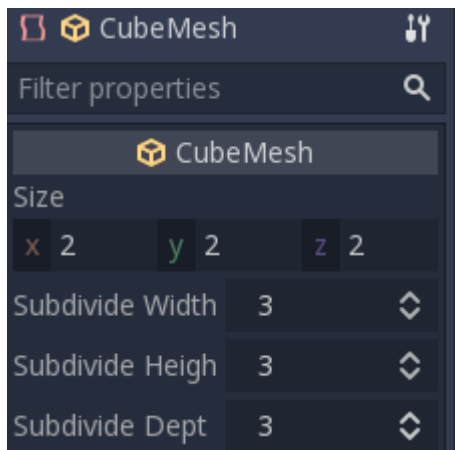 CubeMesh
Filter properties
CubeMesh
Size
x 2 y 2 z 2
Subdivide Width 3
Subdivide Heigh 3
Subdivide Dept 3